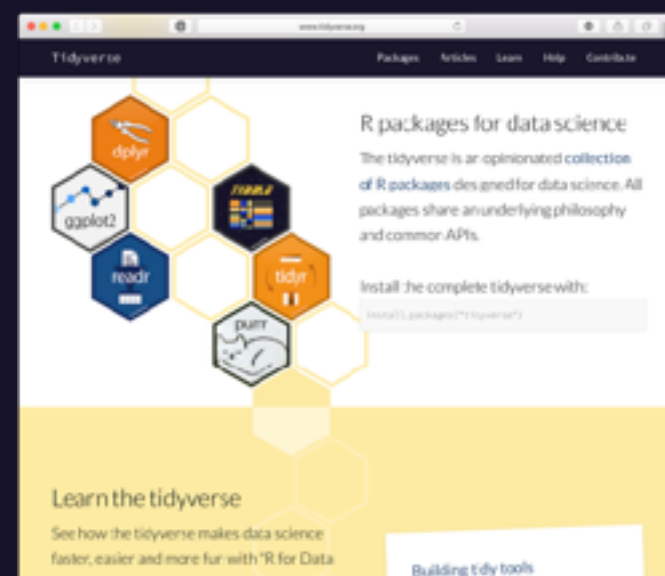 www.tidyverse.org
Tidyverse
Packages Articles Learn Help Contribute
dplyr
ggplot2
TIBBLE
readr
tidyr
purr
R packages for data science
The tidyverse is an opinionated collection
of R packages designed for data science. All
packages share an underlying philosophy
and common APIs.
Install the complete tidyverse with:
install.packages("tidyverse")
Learn the tidyverse
See how the tidyverse makes data science
faster, easier and more fun with "R for Data
Building tidy tools